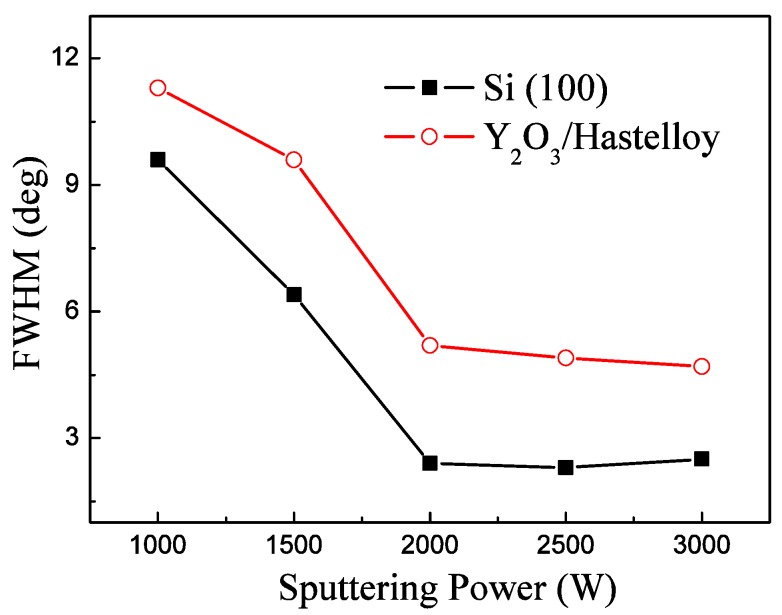 12
9
6
3
FWHM (deg)
Si (100)
Y₂O₃/Hastelloy
1000 1500 2000 2500 3000
Sputtering Power (W)